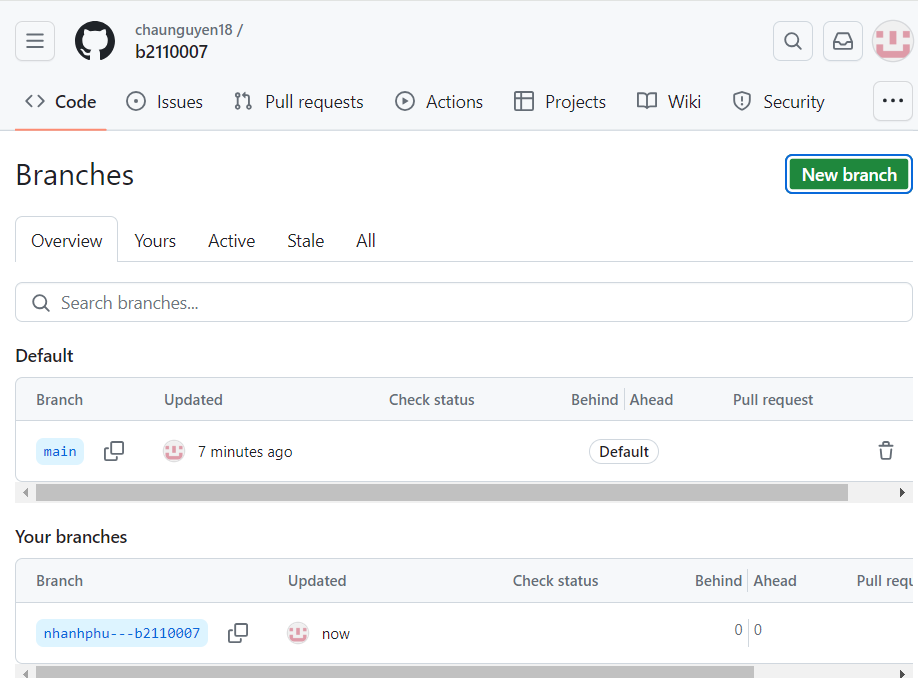 chaunguyen18 /
b2110007
Code Issues Pull requests Actions Projects Wiki Security
Branches
New branch
Overview Yours Active Stale All
Search branches...
Default
Branch Updated Check status Behind Ahead Pull request
main 7 minutes ago Default
Your branches
Branch Updated Check status Behind Ahead Pull requ
nhanhphu---b2110007 now 0 0